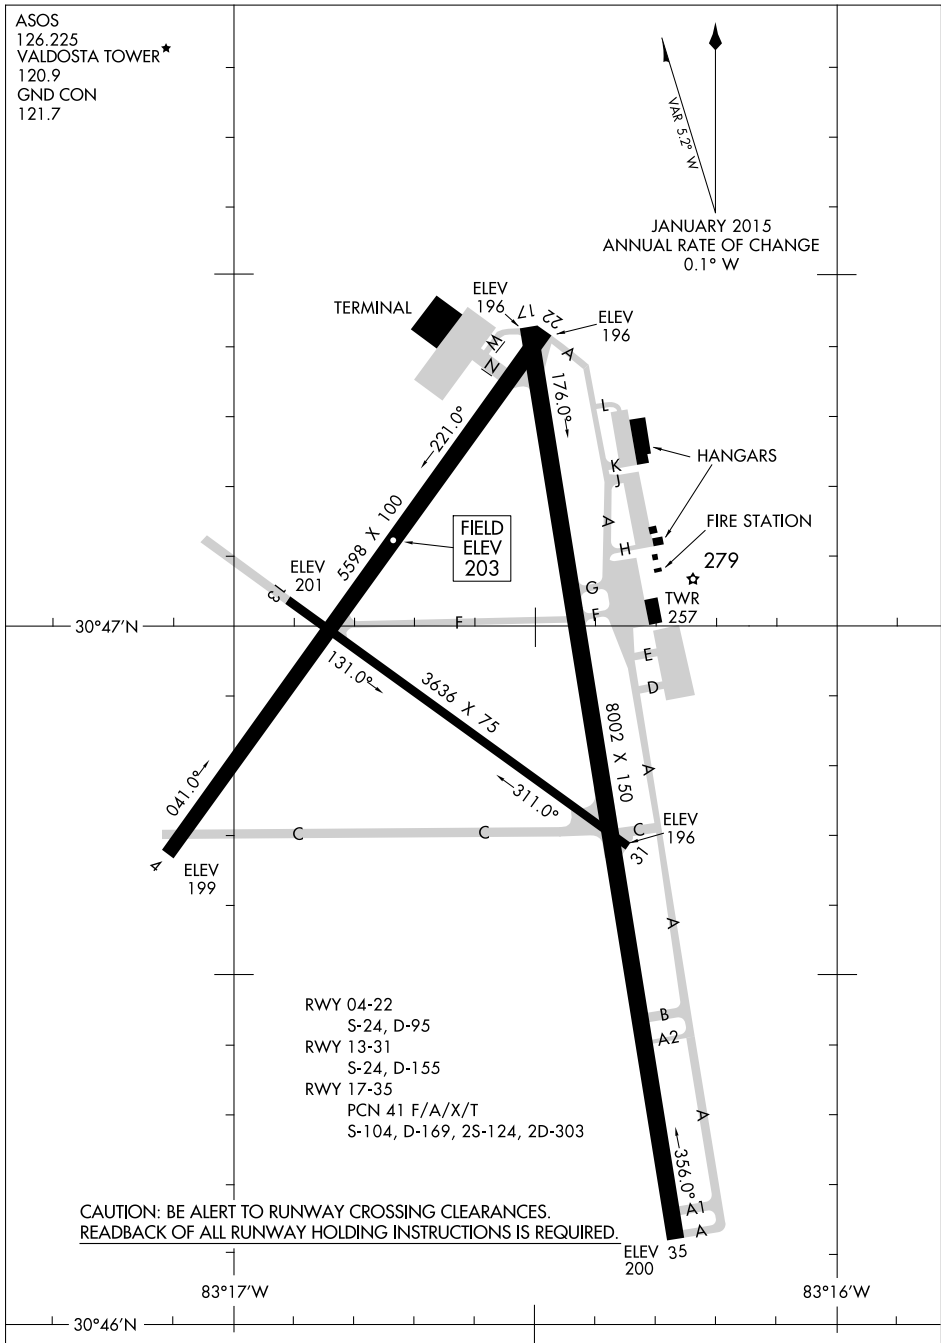 ASOS
126.225
VALDOSTA TOWER★
120.9
GND CON
121.7
VAR 5.2° W
JANUARY 2015
ANNUAL RATE OF CHANGE
0.1° W
TERMINAL
ELEV
196
17
22
ELEV
196
A
M
N
L
176.0°
221.0°
HANGARS
K
J
5598 X 100
FIELD
ELEV
203
A
FIRE STATION
H
279
ELEV
201
13
G
TWR
257
F
F
30°47'N
E
D
131.0°
3636 X 75
8002 X 150
A
041.0°
311.0°
C
C
C
ELEV
196
31
4
ELEV
199
A
RWY 04-22
S-24, D-95
RWY 13-31
S-24, D-155
RWY 17-35
PCN 41 F/A/X/T
S-104, D-169, 2S-124, 2D-303
B
A2
A
356.0°
A1
A
CAUTION: BE ALERT TO RUNWAY CROSSING CLEARANCES.
READBACK OF ALL RUNWAY HOLDING INSTRUCTIONS IS REQUIRED.
ELEV
200
35
83°17'W
83°16'W
30°46'N